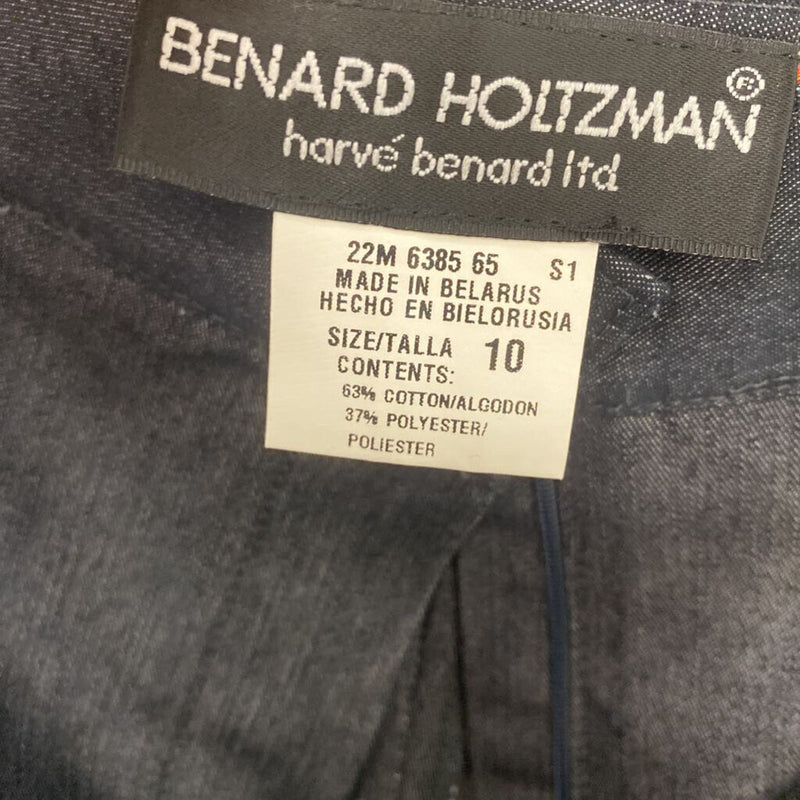 BENARD HOLTZMAN®
harvé benard ltd
22M 6385 65 S1
MADE IN BELARUS
HECHO EN BIELORUSIA
SIZE/TALLA 10
CONTENTS:
63% COTTON/ALGODON
37% POLYESTER/
POLIESTER